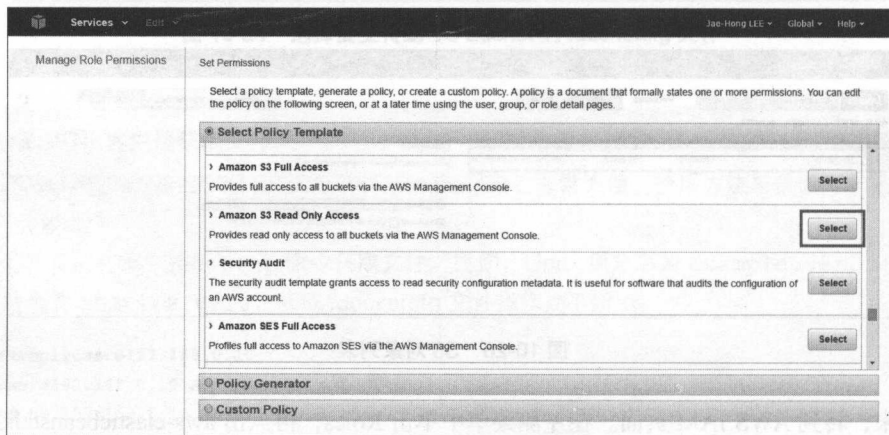 Services Edit Jae-Hong LEE Global Help
Manage Role Permissions
Set Permissions
Select a policy template, generate a policy, or create a custom policy. A policy is a document that formally states one or more permissions. You can edit
the policy on the following screen, or at a later time using the user, group, or role detail pages.
Select Policy Template
› Amazon S3 Full Access
Provides full access to all buckets via the AWS Management Console.
Select
› Amazon S3 Read Only Access
Provides read only access to all buckets via the AWS Management Console.
Select
› Security Audit
The security audit template grants access to read security configuration metadata. It is useful for software that audits the configuration of
an AWS account.
Select
› Amazon SES Full Access
Profiles full access to Amazon SES via the AWS Management Console.
Select
Policy Generator
Custom Policy